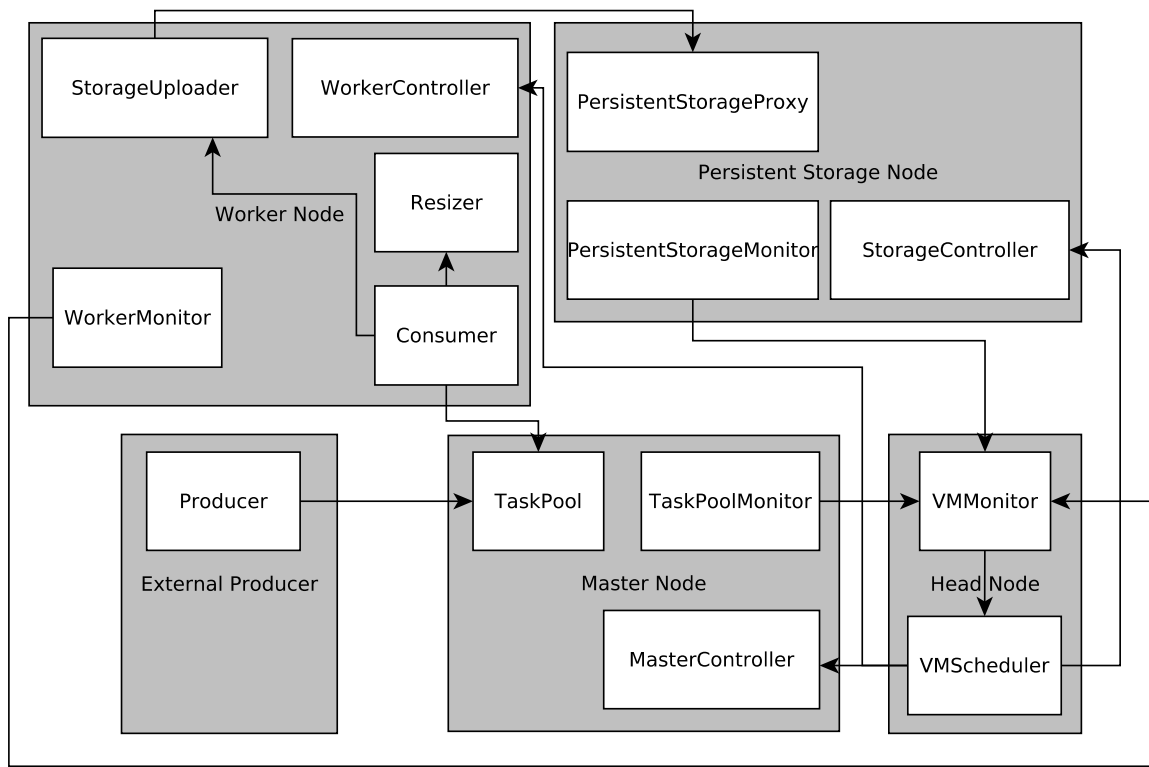 StorageUploader
WorkerController
PersistentStorageProxy
Persistent Storage Node
Resizer
Worker Node
PersistentStorageMonitor
StorageController
WorkerMonitor
Consumer
Producer
TaskPool
TaskPoolMonitor
VMMonitor
External Producer
Master Node
Head Node
MasterController
VMScheduler